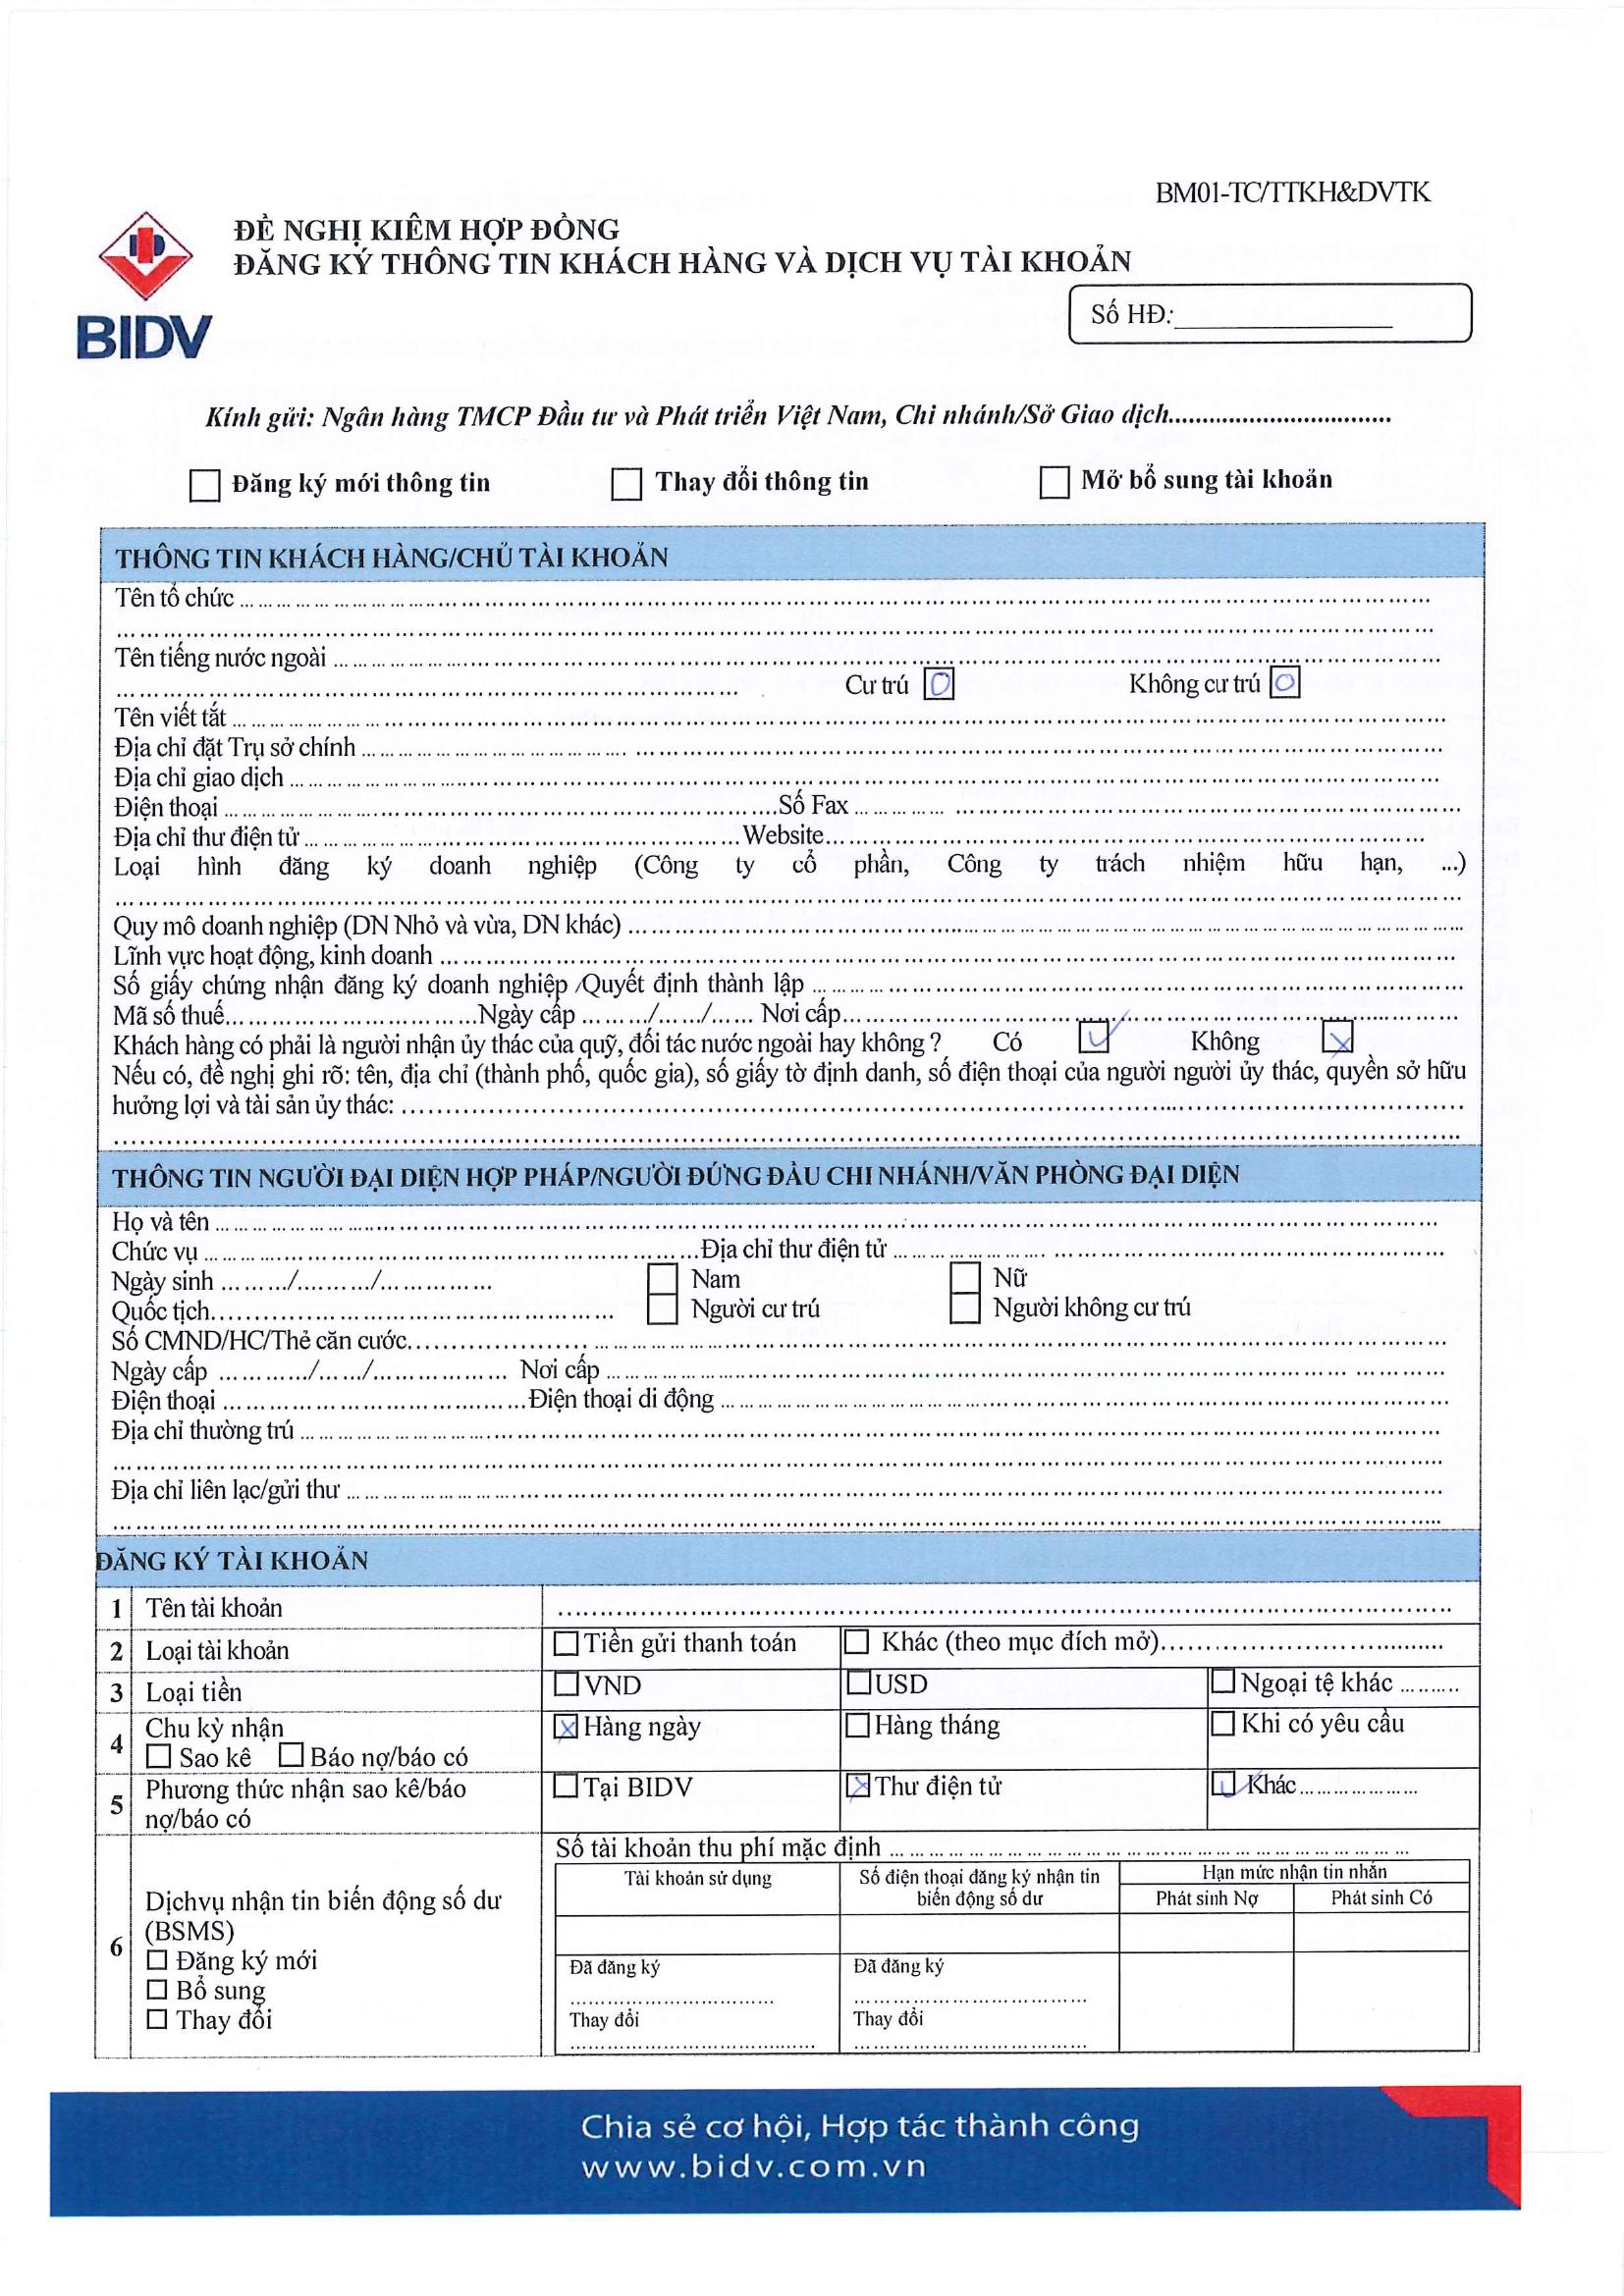 BM01-TC/TTKH&DVTK
ĐỀ NGHỊ KIÊM HỢP ĐỒNG
ĐĂNG KÝ THÔNG TIN KHÁCH HÀNG VÀ DỊCH VỤ TÀI KHOẢN
BIDV
Số HĐ:________________
Kính gửi: Ngân hàng TMCP Đầu tư và Phát triển Việt Nam, Chi nhánh/Sở Giao dịch.................................
☐ Đăng ký mới thông tin ☐ Thay đổi thông tin ☐ Mở bổ sung tài khoản
THÔNG TIN KHÁCH HÀNG/CHỦ TÀI KHOẢN
Tên tổ chức ........................
........................
Tên tiếng nước ngoài ........................
........................ Cư trú Không cư trú
Tên viết tắt ........................
Địa chỉ đặt Trụ sở chính ........................
Địa chỉ giao dịch ........................
Điện thoại ........................Số Fax ........................
Địa chỉ thư điện tử ........................Website........................
Loại hình đăng ký doanh nghiệp (Công ty cổ phần, Công ty trách nhiệm hữu hạn, ...)
........................
Quy mô doanh nghiệp (DN Nhỏ và vừa, DN khác) ........................
Lĩnh vực hoạt động, kinh doanh ........................
Số giấy chứng nhận đăng ký doanh nghiệp /Quyết định thành lập ........................
Mã số thuế........................Ngày cấp ......../....../...... Nơi cấp........................
Khách hàng có phải là người nhận ủy thác của quỹ, đối tác nước ngoài hay không ? Có ☑ Không ☒
Nếu có, đề nghị ghi rõ: tên, địa chỉ (thành phố, quốc gia), số giấy tờ định danh, số điện thoại của người người ủy thác, quyền sở hữu
hưởng lợi và tài sản ủy thác: ........................
........................
THÔNG TIN NGƯỜI ĐẠI DIỆN HỢP PHÁP/NGƯỜI ĐỨNG ĐẦU CHI NHÁNH/VĂN PHÒNG ĐẠI DIỆN
Họ và tên ........................
Chức vụ ........................Địa chỉ thư điện tử ........................
Ngày sinh ......../........./............... ☐ Nam ☐ Nữ
Quốc tịch........................ ☐ Người cư trú ☐ Người không cư trú
Số CMND/HC/Thẻ căn cước........................
Ngày cấp .........../....../............... Nơi cấp ........................
Điện thoại ........................Điện thoại di động ........................
Địa chỉ thường trú ........................
........................
Địa chỉ liên lạc/gửi thư ........................
........................
ĐĂNG KÝ TÀI KHOẢN
1 Tên tài khoản ........................
2 Loại tài khoản ☐ Tiền gửi thanh toán ☐ Khác (theo mục đích mở)........................
3 Loại tiền ☐ VND ☐ USD ☐ Ngoại tệ khác .........
4 Chu kỳ nhận ☒ Hàng ngày ☐ Hàng tháng ☐ Khi có yêu cầu
☐ Sao kê ☐ Báo nợ/báo có
5 Phương thức nhận sao kê/báo nợ/báo có ☐ Tại BIDV ☒ Thư điện tử ☑ Khác ..................
Số tài khoản thu phí mặc định ........................
Tài khoản sử dụng Số điện thoại đăng ký nhận tin biến động số dư Hạn mức nhận tin nhắn
Phát sinh Nợ Phát sinh Có
6 Dịchvụ nhận tin biến động số dư
(BSMS)
☐ Đăng ký mới
☐ Bổ sung
☐ Thay đổi
Đã đăng ký Đã đăng ký
........................ ........................
Thay đổi Thay đổi
........................ ........................
Chia sẻ cơ hội, Hợp tác thành công
www.bidv.com.vn